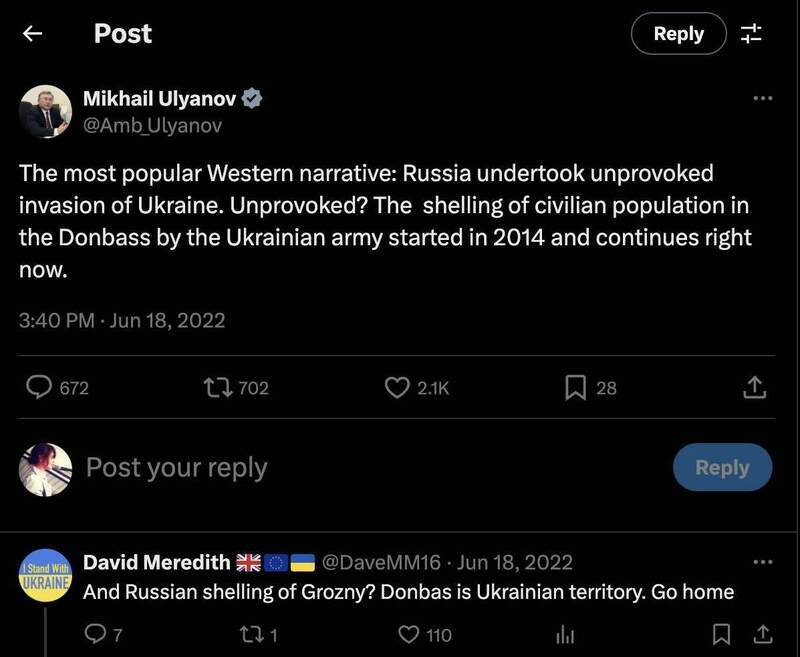 Post
Reply
Mikhail Ulyanov
@Amb_Ulyanov
The most popular Western narrative: Russia undertook unprovoked
invasion of Ukraine. Unprovoked? The  shelling of civilian population in
the Donbass by the Ukrainian army started in 2014 and continues right
now.
3:40 PM · Jun 18, 2022
672 702 2.1K 28
Post your reply
Reply
I Stand With
UKRAINE
David Meredith 🇬🇧🇪🇺🇺🇦 @DaveMM16 · Jun 18, 2022
And Russian shelling of Grozny? Donbas is Ukrainian territory. Go home
7 1 110